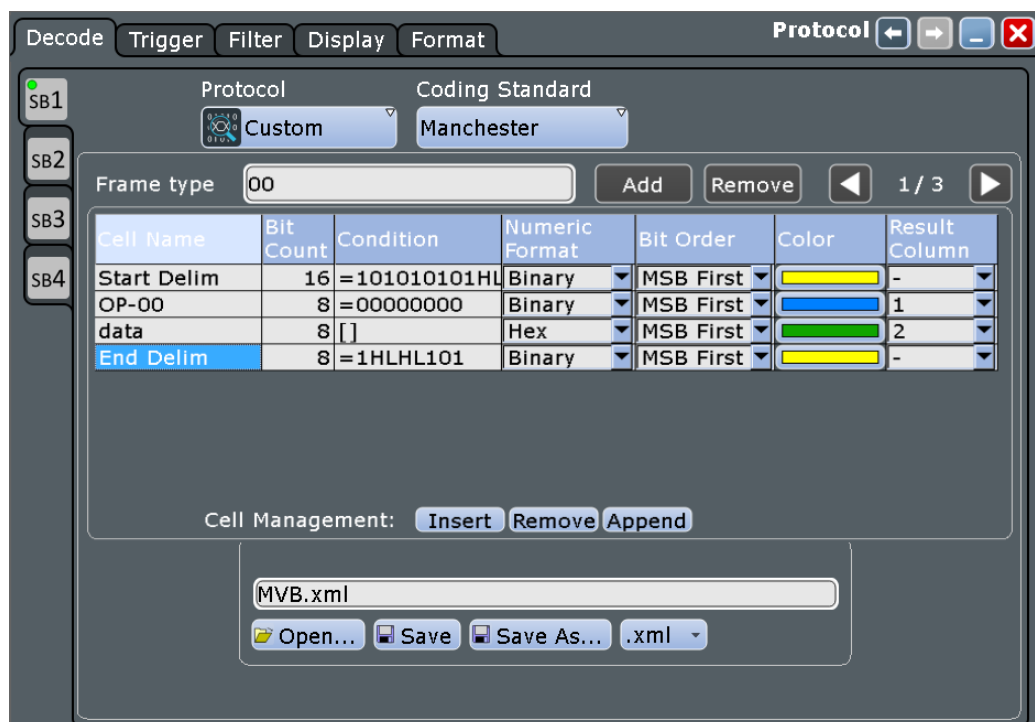 Decode Trigger Filter Display Format Protocol
SB1
SB2
SB3
SB4
Protocol Coding Standard
Custom Manchester
Frame type 00 Add Remove 1 / 3
Cell Name Bit Count Condition Numeric Format Bit Order Color Result Column
Start Delim 16 =101010101HL Binary MSB First -
OP-00 8 =00000000 Binary MSB First 1
data 8 [] Hex MSB First 2
End Delim 8 =1HLHL101 Binary MSB First -
Cell Management: Insert Remove Append
MVB.xml
Open... Save Save As... .xml